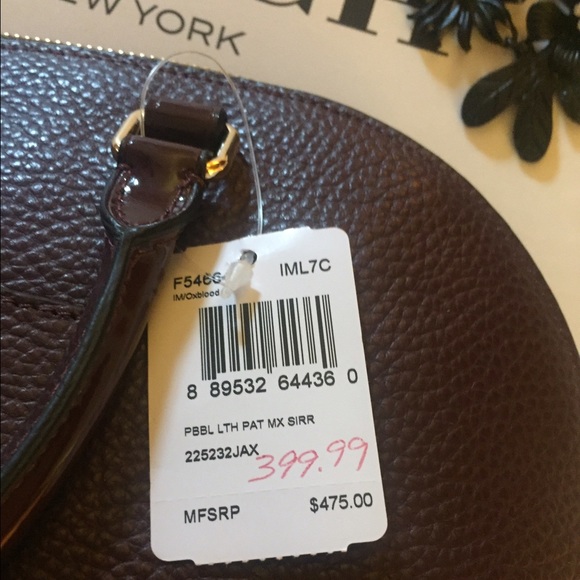 NEW YORK
IML7C
IM/Oxblood
8 89532 64436 0
PBBL LTH PAT MX SIRR
225232JAX
399.99
MFSRP $475.00